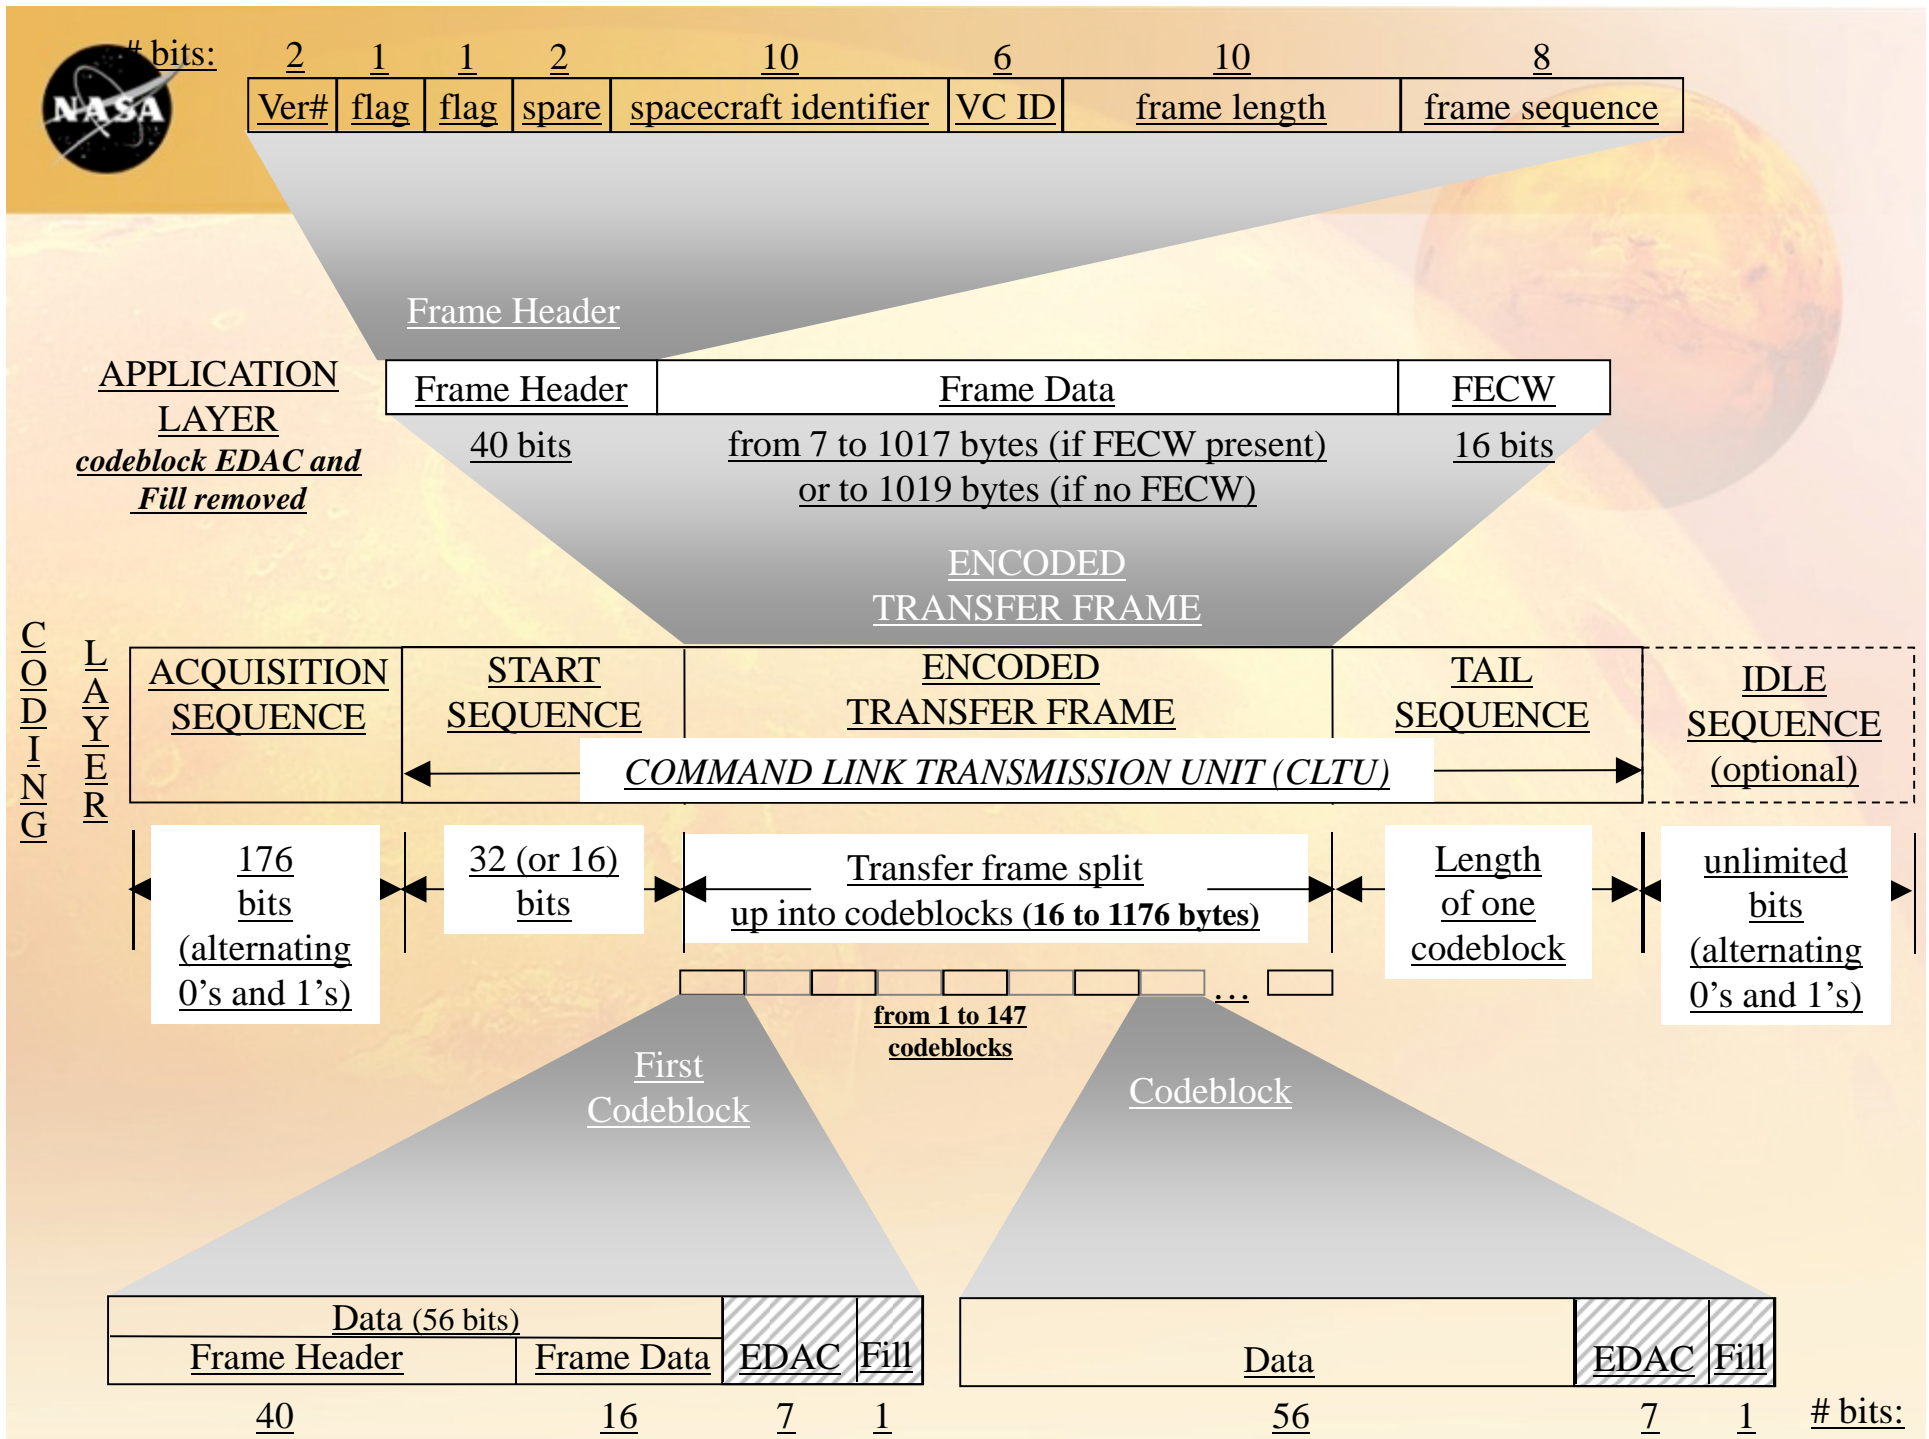 # bits: 2 1 1 2 10 6 10 8
NASA
Ver# flag flag spare spacecraft identifier VC ID frame length frame sequence
Frame Header
APPLICATION
LAYER
codeblock EDAC and
Fill removed
Frame Header Frame Data FECW
40 bits
from 7 to 1017 bytes (if FECW present)
or to 1019 bytes (if no FECW)
16 bits
ENCODED
TRANSFER FRAME
CODING
LAYER
ACQUISITION
SEQUENCE
START
SEQUENCE
ENCODED
TRANSFER FRAME
TAIL
SEQUENCE
IDLE
SEQUENCE
(optional)
COMMAND LINK TRANSMISSION UNIT (CLTU)
176
bits
(alternating
0's and 1's)
32 (or 16)
bits
Transfer frame split
up into codeblocks (16 to 1176 bytes)
Length
of one
codeblock
unlimited
bits
(alternating
0's and 1's)
...
from 1 to 147
codeblocks
First
Codeblock
Codeblock
Data (56 bits)
Frame Header Frame Data EDAC Fill
40 16 7 1
Data EDAC Fill
56 7 1 # bits: